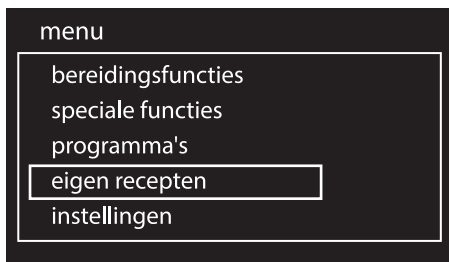 menu
bereidingsfuncties
speciale functies
programma's
eigen recepten
instellingen